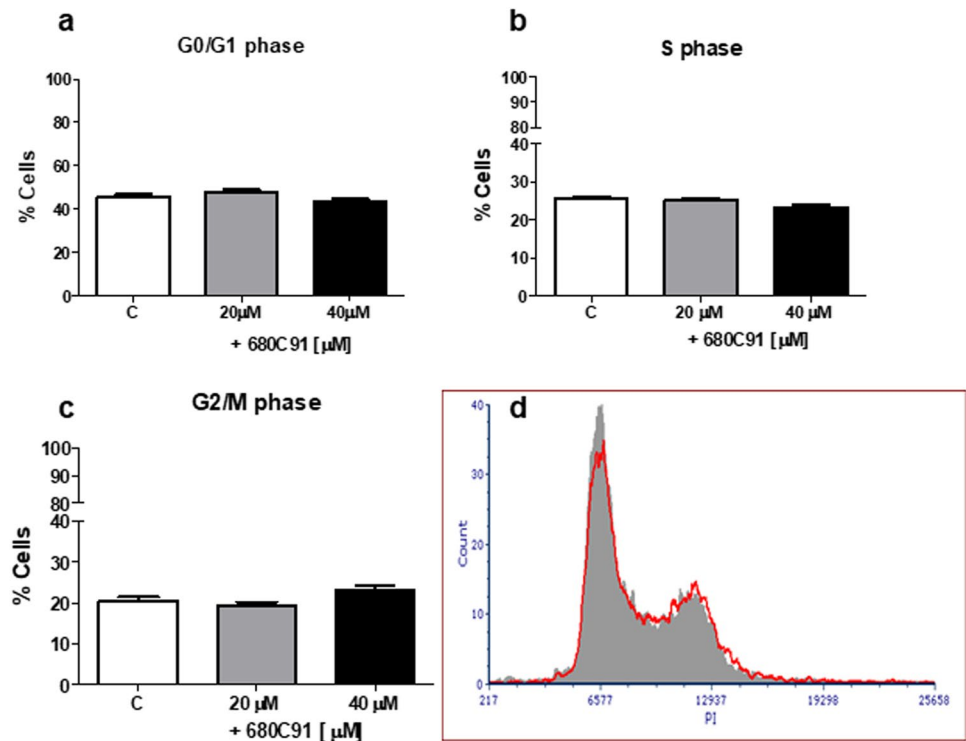 a
G0/G1 phase
% Cells
100
80
60
40
20
0
C
20μM
40μM
+ 680C91 [μM]
b
S phase
% Cells
100
90
80
40
30
20
10
0
C
20 μM
40 μM
+ 680C91 [μM]
c
G2/M phase
% Cells
100
90
80
40
30
20
10
0
C
20 μM
40 μM
+ 680C91 [ μM]
d
Count
40
30
20
10
0
217
6577
12937
19298
25658
PI